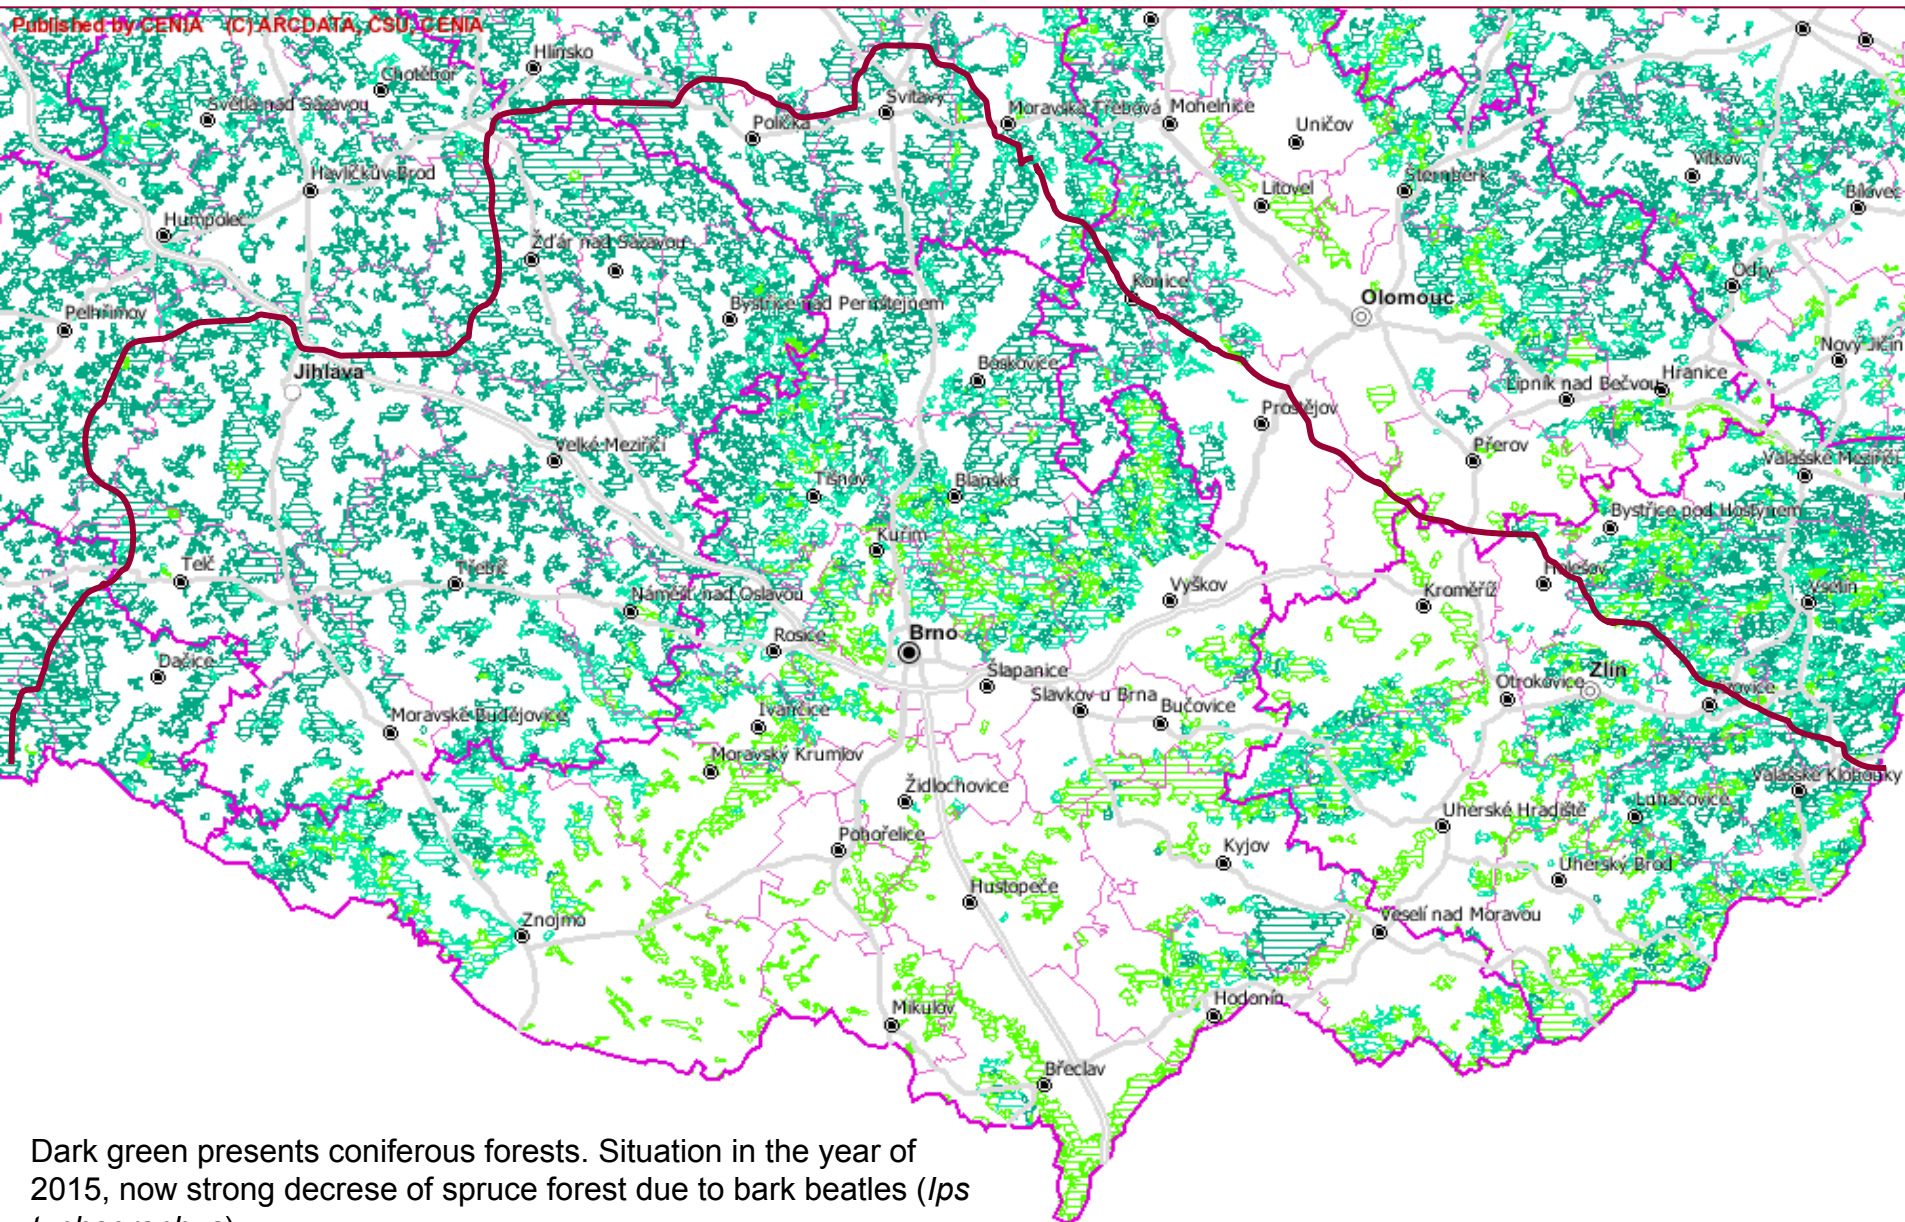 Published by CENIA (C) ARCDATA, ČSÚ, CENIA
Hlinsko
Chotěboř
Světlá nad Sázavou
Svitavy
Polička
Moravská Třebová
Mohelnice
Uničov
Havlíčkův Brod
Litovel
Šternberk
Vítkov
Bílovec
Humpolec
Žďár nad Sázavou
Pelhřimov
Bystřice nad Pernštejnem
Konice
Olomouc
Odry
Jihlava
Boskovice
Nový Jičín
Lipník nad Bečvou
Hranice
Prostějov
Velké Meziříčí
Přerov
Valašské Meziříčí
Tišnov
Blansko
Bystřice pod Hostýnem
Kuřim
Telč
Třebíč
Náměšť nad Oslavou
Vyškov
Kroměříž
Holešov
Vsetín
Rosice
Brno
Dačice
Šlapanice
Slavkov u Brna
Bučovice
Otrokovice
Zlín
Vizovice
Moravské Budějovice
Ivančice
Moravský Krumlov
Židlochovice
Valašské Klobouky
Luhačovice
Uherské Hradiště
Pohořelice
Kyjov
Uherský Brod
Hustopeče
Znojmo
Veselí nad Moravou
Mikulov
Hodonín
Břeclav
Dark green presents coniferous forests. Situation in the year of
2015, now strong decrese of spruce forest due to bark beatles (Ips